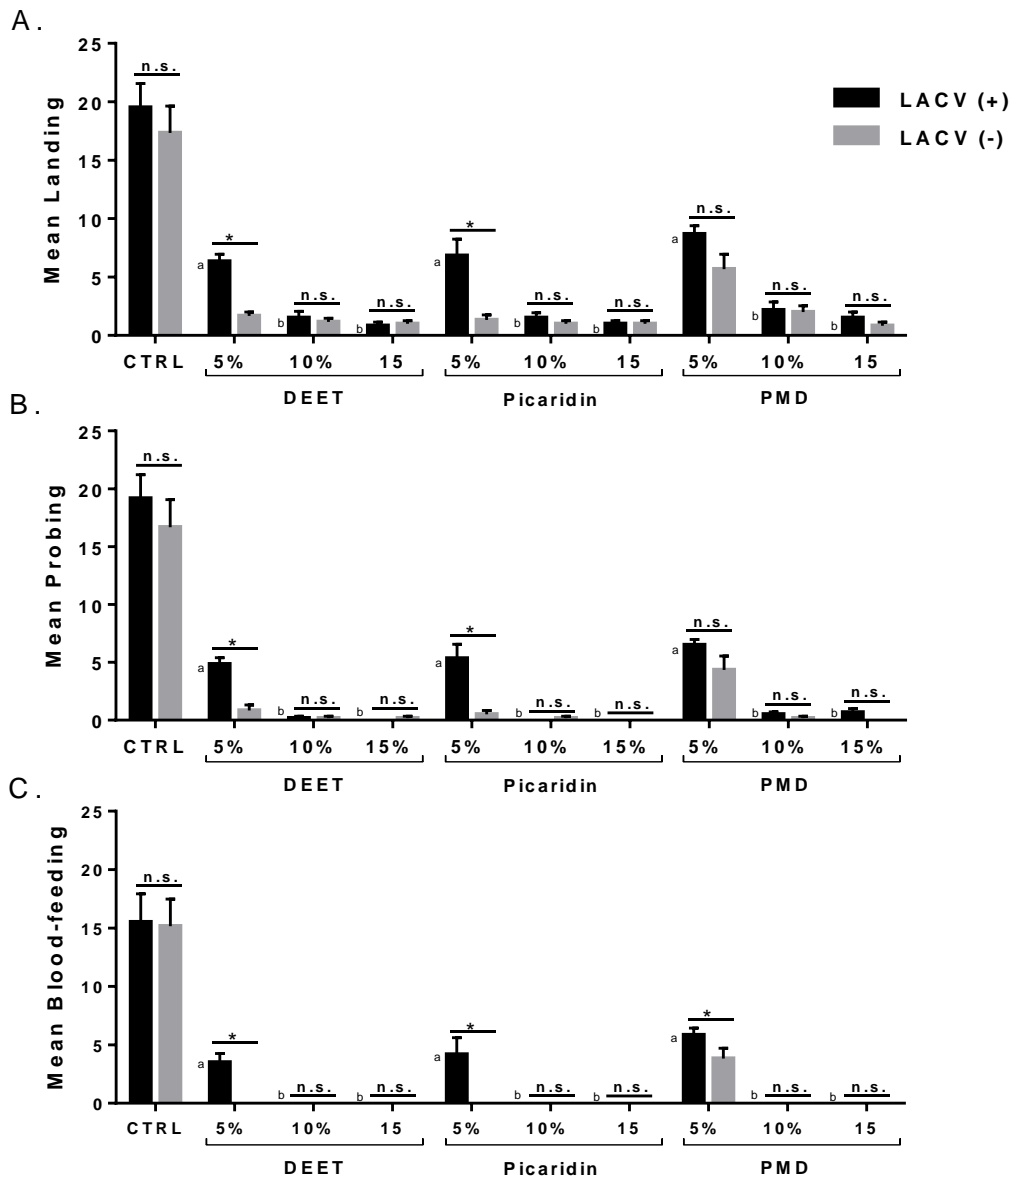 A.
25
20
15
10
5
0
Mean Landing
n.s.
*
a
n.s.
b
n.s.
b
*
a
n.s.
b
n.s.
b
n.s.
a
n.s.
b
n.s.
b
LACV (+)
LACV (-)
CTRL 5% 10% 15 5% 10% 15 5% 10% 15
DEET Picaridin PMD
B.
25
20
15
10
5
0
Mean Probing
n.s.
*
a
n.s.
b
n.s.
b
*
a
n.s.
b
n.s.
b
n.s.
a
n.s.
b
n.s.
b
CTRL 5% 10% 15% 5% 10% 15% 5% 10% 15%
DEET Picaridin PMD
C.
25
20
15
10
5
0
Mean Blood-feeding
n.s.
*
a
n.s.
b
n.s.
b
*
a
n.s.
b
n.s.
b
*
a
n.s.
b
n.s.
b
CTRL 5% 10% 15 5% 10% 15 5% 10% 15
DEET Picaridin PMD